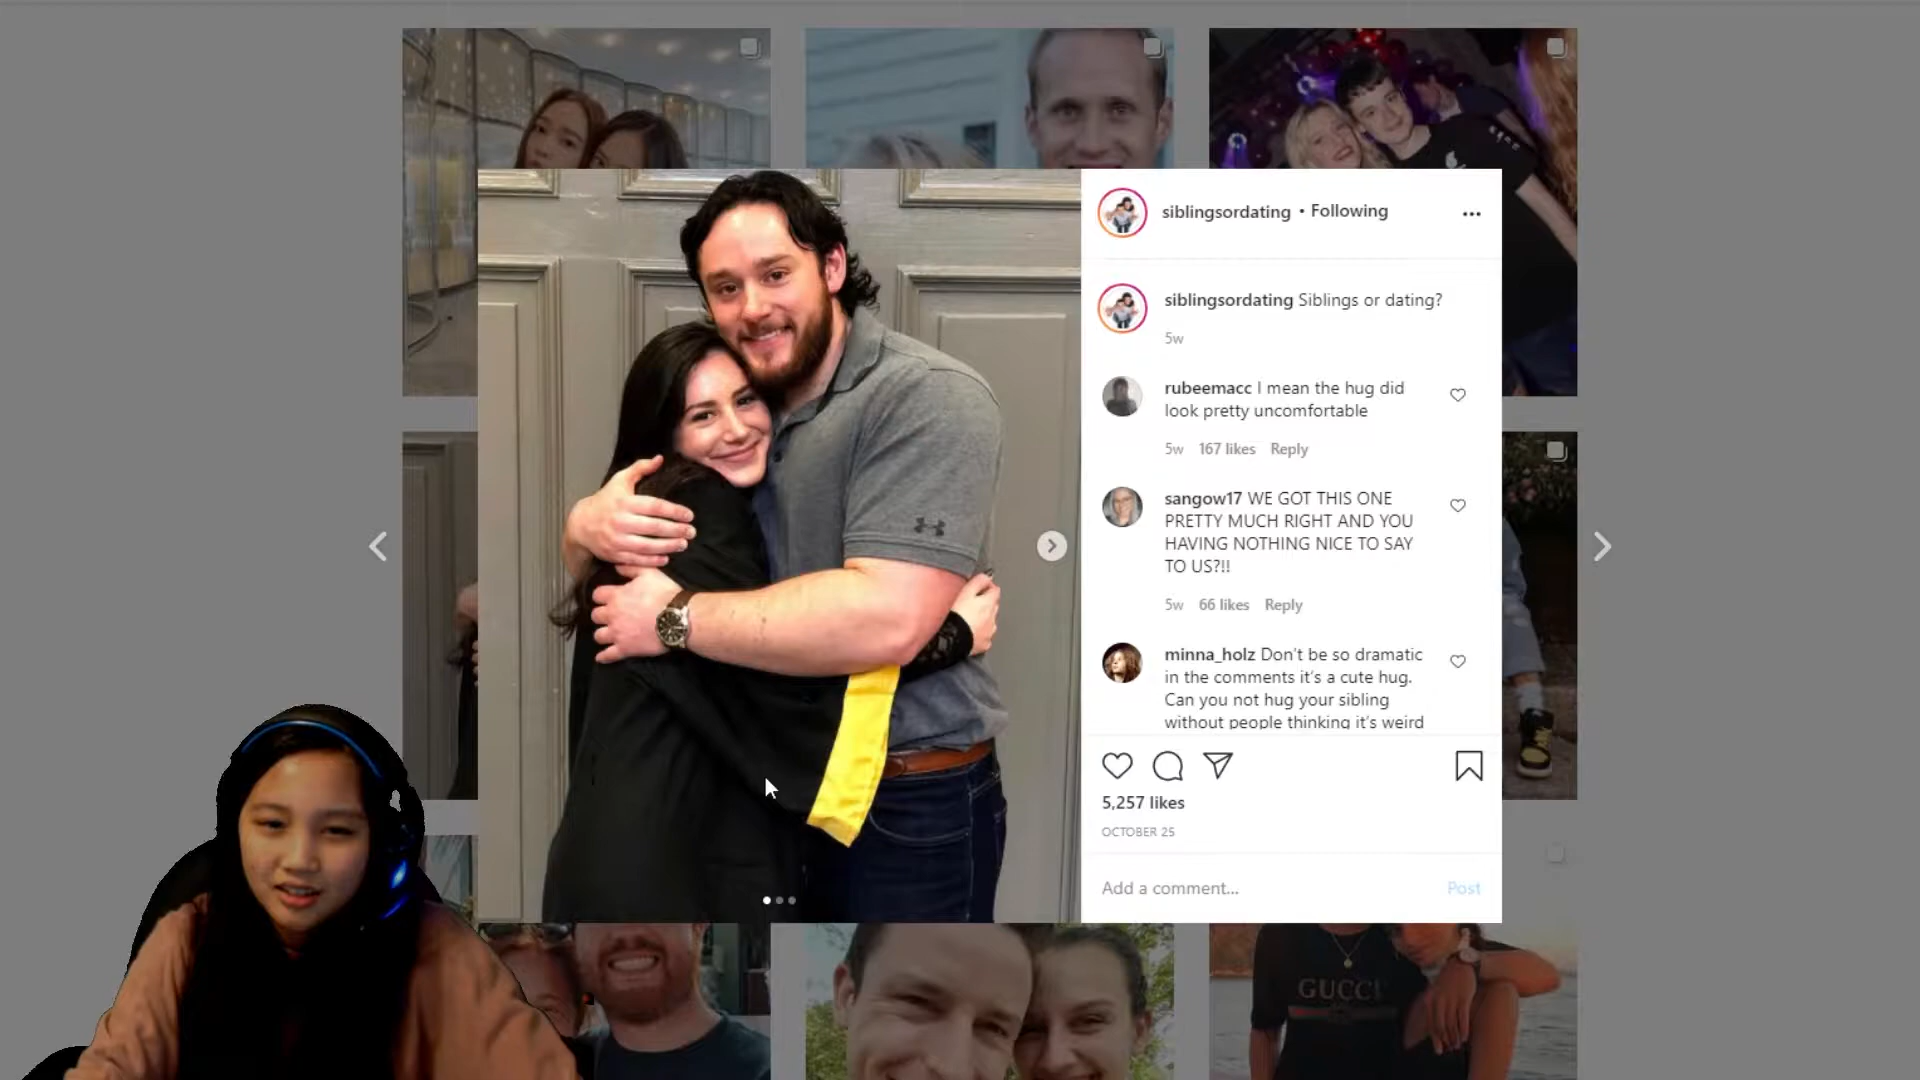 siblingsordating • Following
siblingsordating Siblings or dating?
5w
rubeemacc I mean the hug did
look pretty uncomfortable
5w 167 likes Reply
sangow17 WE GOT THIS ONE
PRETTY MUCH RIGHT AND YOU
HAVING NOTHING NICE TO SAY
TO US?!!
5w 66 likes Reply
minna_holz Don't be so dramatic
in the comments it's a cute hug.
Can you not hug your sibling
without people thinking it's weird
5,257 likes
OCTOBER 25
Add a comment... Post
GUCCI